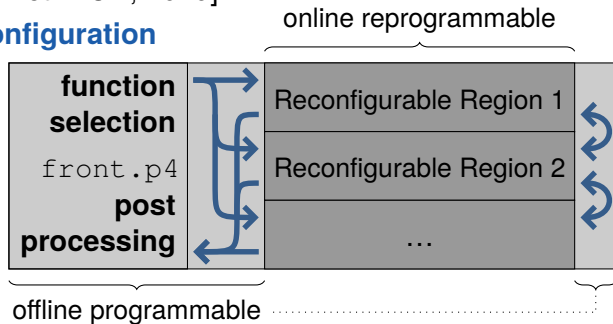 online reprogrammable
onfiguration
function
selection
front.p4
post
processing
Reconfigurable Region 1
Reconfigurable Region 2
...
offline programmable